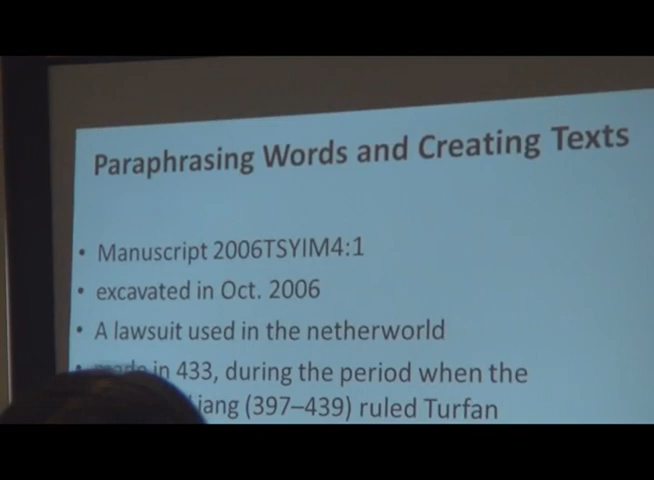 Paraphrasing Words and Creating Texts
• Manuscript 2006TSYIM4:1
• excavated in Oct. 2006
• A lawsuit used in the netherworld
• made in 433, during the period when the
(397–439) ruled Turfan